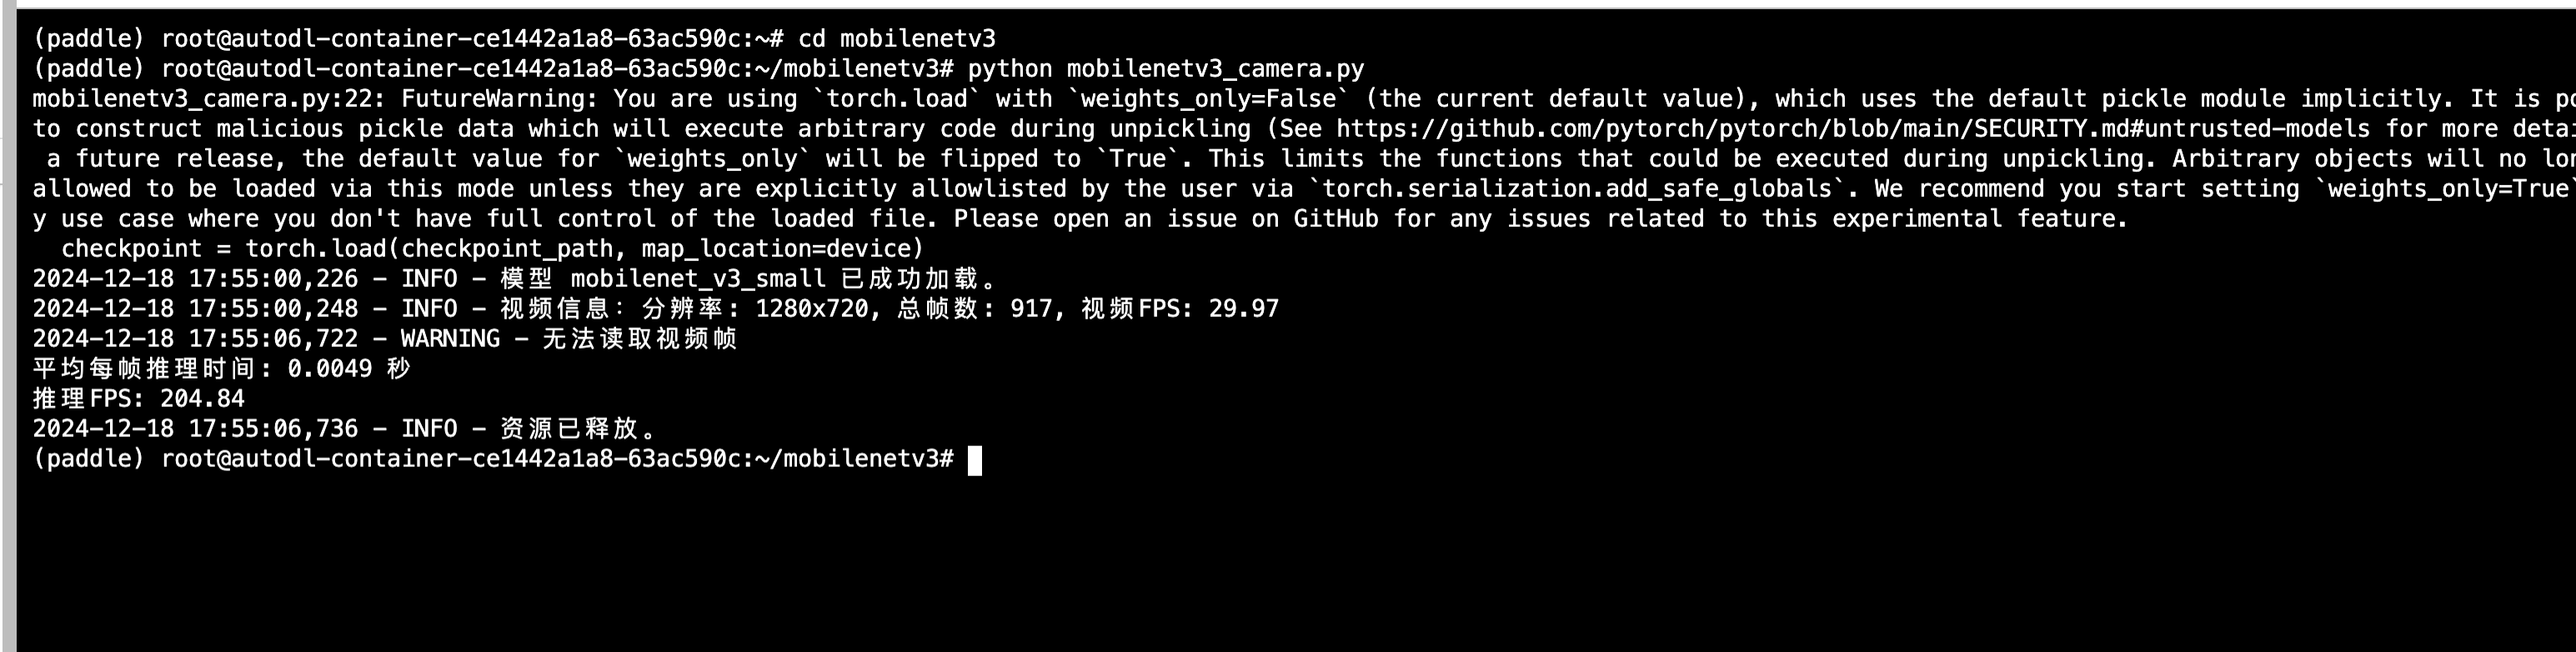 (paddle) root@autodl-container-ce1442a1a8-63ac590c:~# cd mobilenetv3
(paddle) root@autodl-container-ce1442a1a8-63ac590c:~/mobilenetv3# python mobilenetv3_camera.py
mobilenetv3_camera.py:22: FutureWarning: You are using `torch.load` with `weights_only=False` (the current default value), which uses the default pickle module implicitly. It is
to construct malicious pickle data which will execute arbitrary code during unpickling (See https://github.com/pytorch/pytorch/blob/main/SECURITY.md#untrusted-models for more
a future release, the default value for `weights_only` will be flipped to `True`. This limits the functions that could be executed during unpickling. Arbitrary objects will no
allowed to be loaded via this mode unless they are explicitly allowlisted by the user via `torch.serialization.add_safe_globals`. We recommend you start setting `weights_only=True`
y use case where you don't have full control of the loaded file. Please open an issue on GitHub for any issues related to this experimental feature.
checkpoint = torch.load(checkpoint_path, map_location=device)
2024-12-18 17:55:00,226 - INFO - 模型 mobilenet_v3_small 已成功加载。
2024-12-18 17:55:00,248 - INFO - 视频信息: 分辨率: 1280x720, 总帧数: 917, 视频FPS: 29.97
2024-12-18 17:55:06,722 - WARNING - 无法读取视频帧
平均每帧推理时间: 0.0049 秒
推理FPS: 204.84
2024-12-18 17:55:06,736 - INFO - 资源已释放。
(paddle) root@autodl-container-ce1442a1a8-63ac590c:~/mobilenetv3#